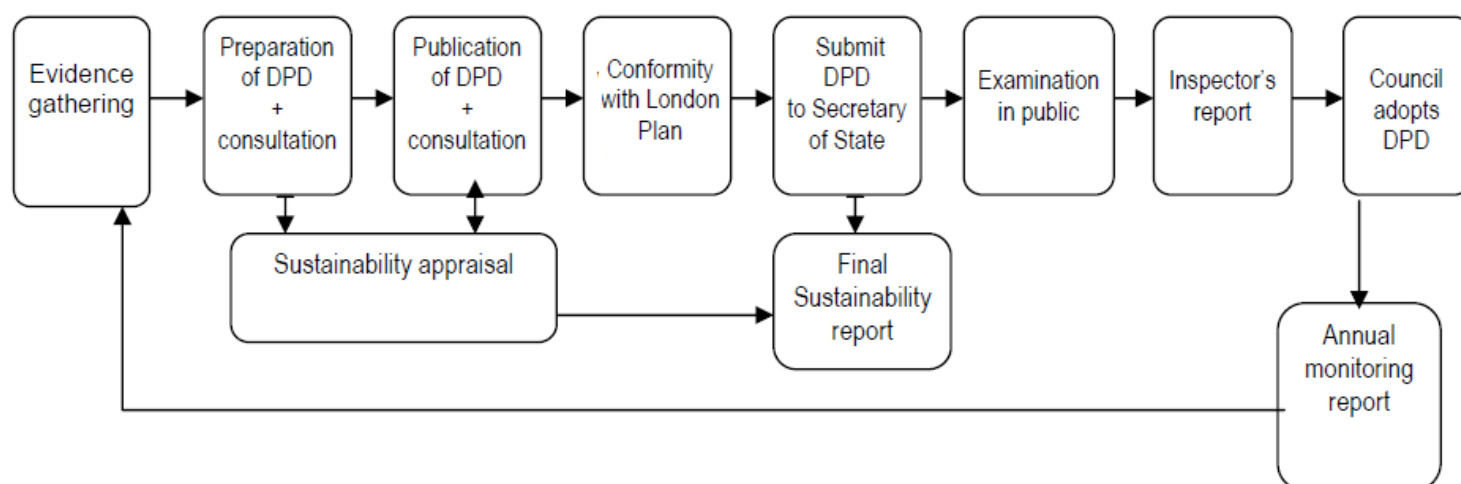 Evidence
gathering
Preparation
of DPD
+
consultation
Publication
of DPD
+
consultation
Conformity
with London
Plan
Submit
DPD
to Secretary
of State
Examination
in public
Inspector's
report
Council
adopts
DPD
Sustainability appraisal
Final
Sustainability
report
Annual
monitoring
report